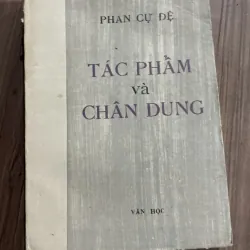 PHAN CỰ ĐỆ
TÁC PHẨM
và
CHÂN DUNG
VĂN HỌC